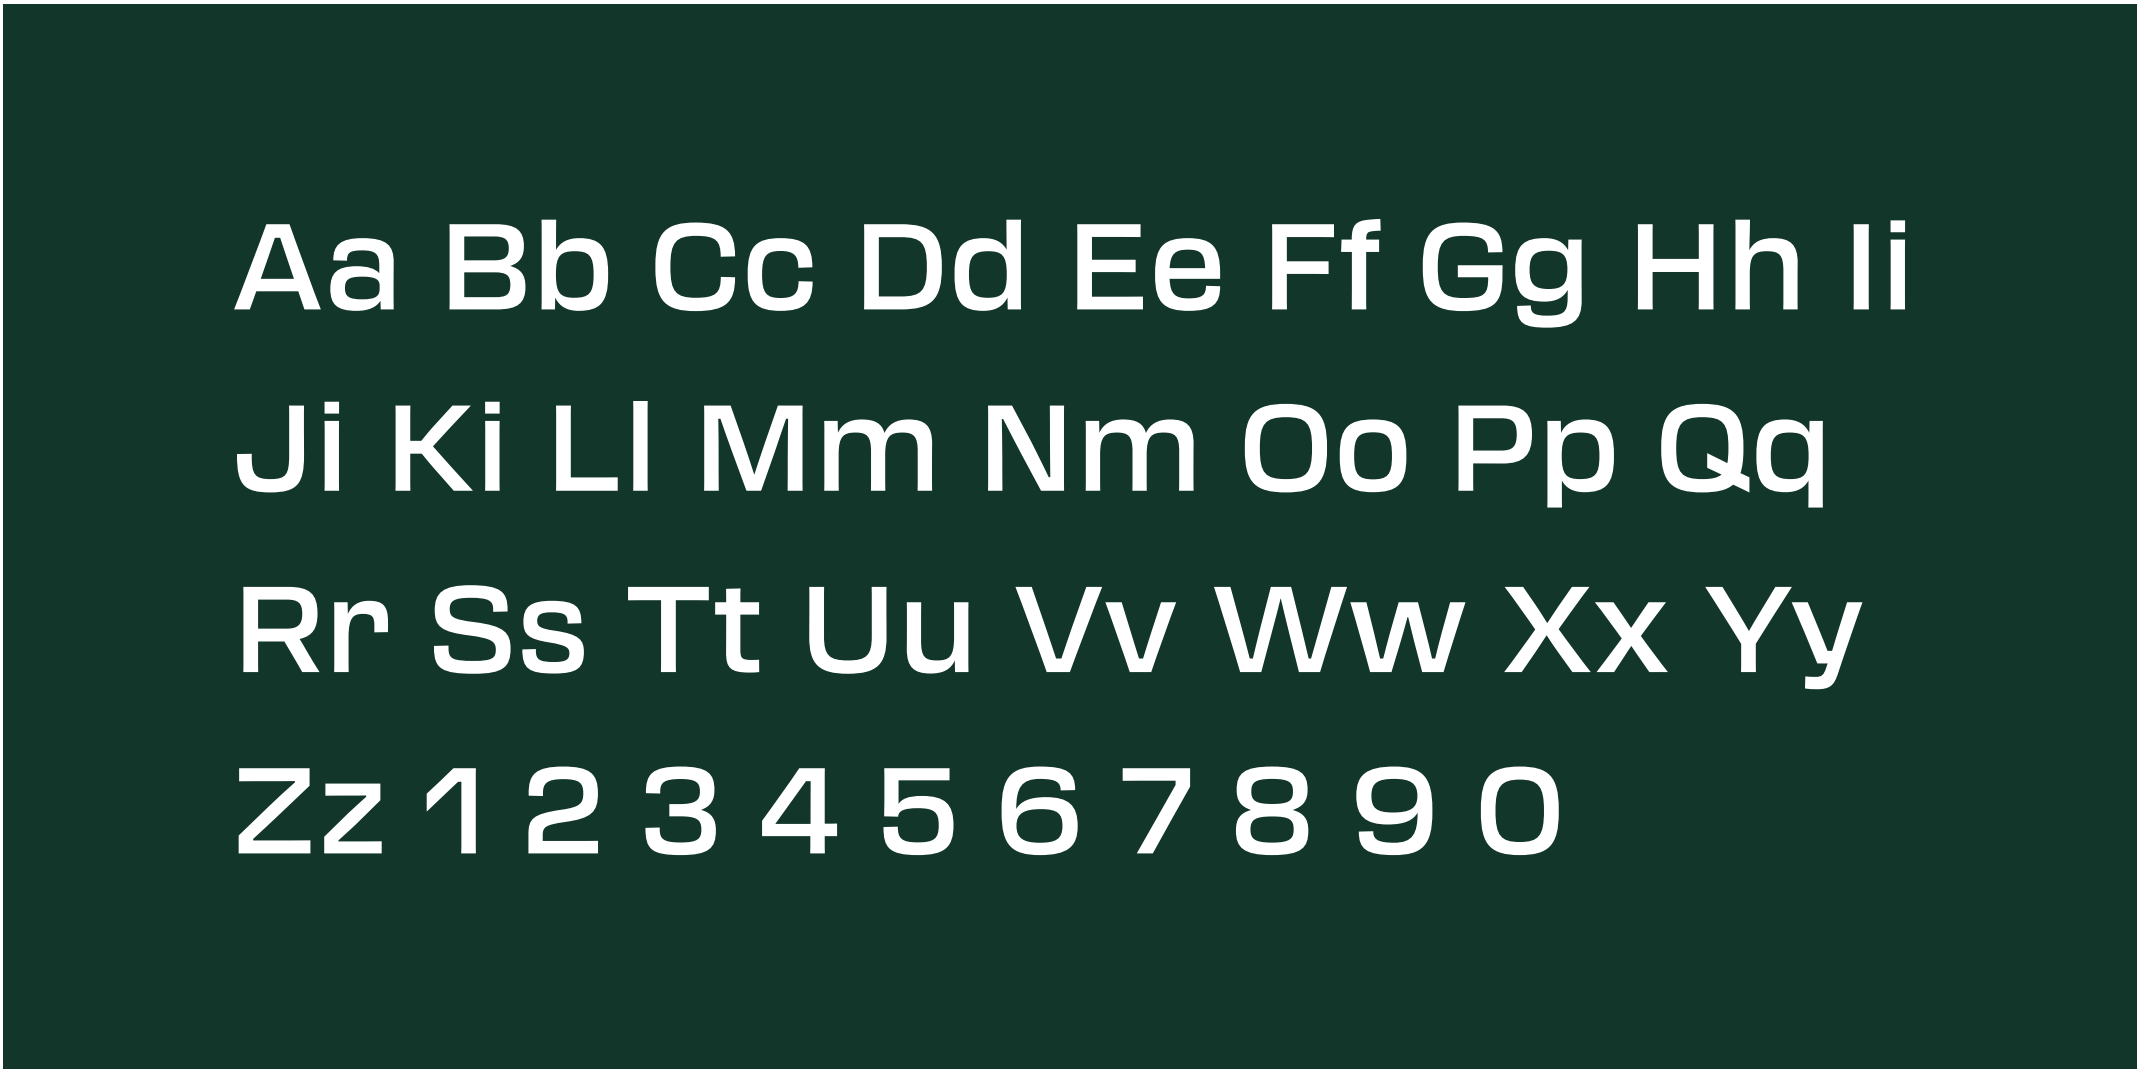 Aa Bb Cc Dd Ee Ff Gg Hh Ii
Ji Ki Ll Mm Nm Oo Pp Qq
Rr Ss Tt Uu Vv Ww Xx Yy
Zz 1 2 3 4 5 6 7 8 9 0